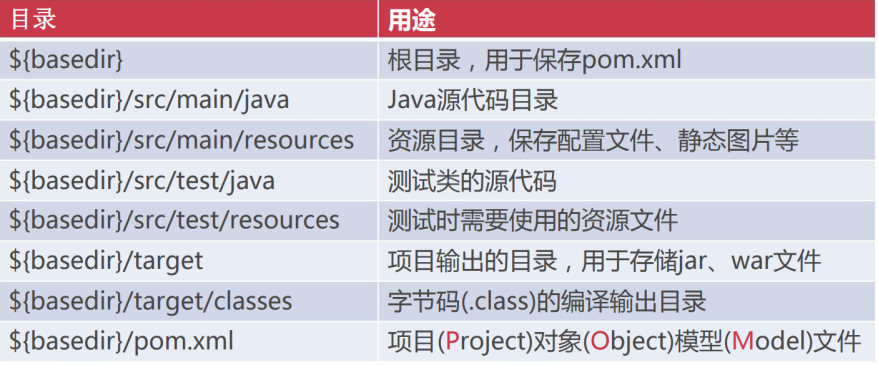 目录 用途
${basedir} 根目录，用于保存pom.xml
${basedir}/src/main/java Java源代码目录
${basedir}/src/main/resources 资源目录，保存配置文件、静态图片等
${basedir}/src/test/java 测试类的源代码
${basedir}/src/test/resources 测试时需要使用的资源文件
${basedir}/target 项目输出的目录，用于存储jar、war文件
${basedir}/target/classes 字节码(.class)的编译输出目录
${basedir}/pom.xml 项目(Project)对象(Object)模型(Model)文件